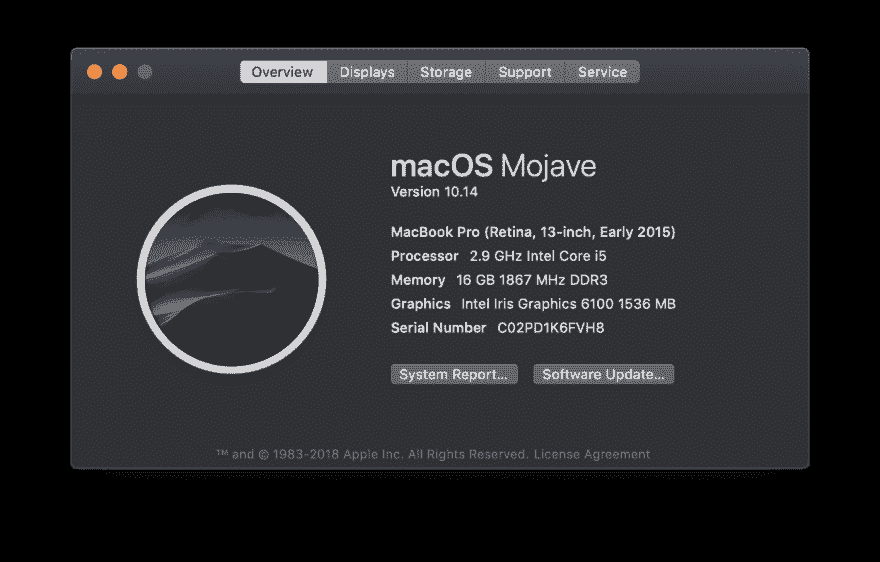 Overview Displays Storage Support Service
macOS Mojave
Version 10.14
MacBook Pro (Retina, 13-inch, Early 2015)
Processor 2.9 GHz Intel Core i5
Memory 16 GB 1867 MHz DDR3
Graphics Intel Iris Graphics 6100 1536 MB
Serial Number C02PD1K6FVH8
System Report... Software Update...
™ and © 1983-2018 Apple Inc. All Rights Reserved. License Agreement